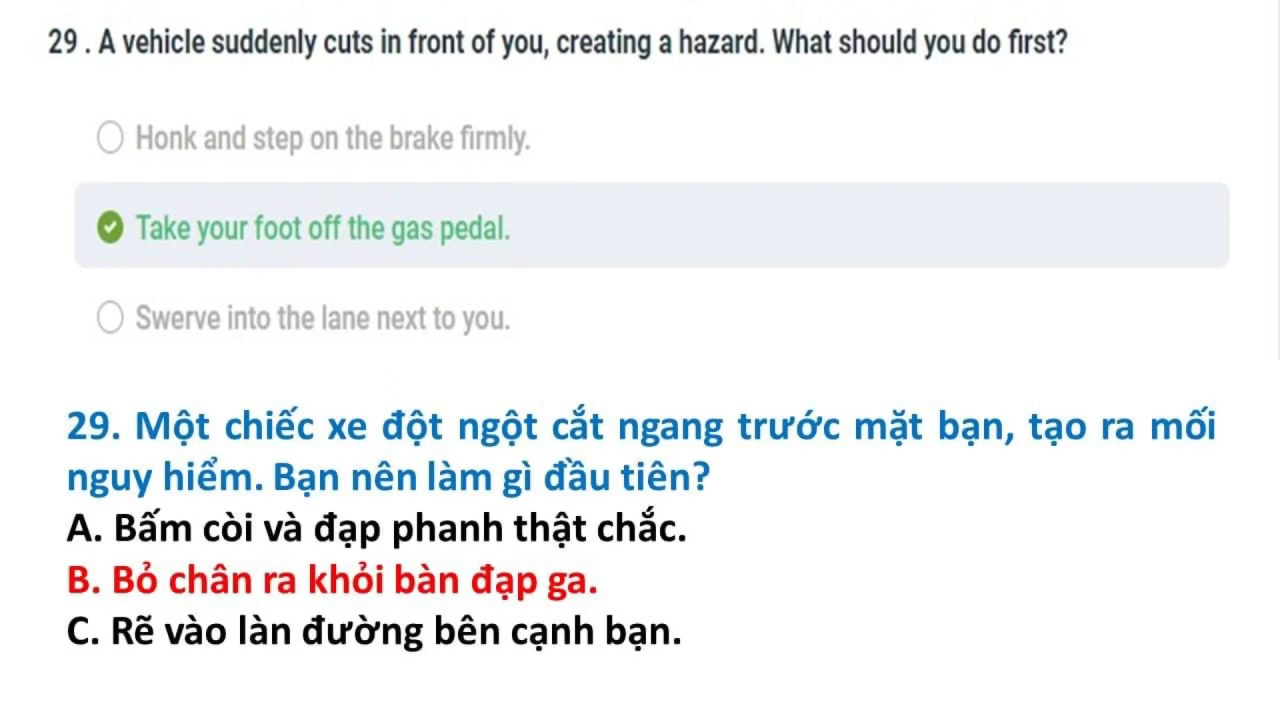 29 . A vehicle suddenly cuts in front of you, creating a hazard. What should you do first?
Honk and step on the brake firmly.
Take your foot off the gas pedal.
Swerve into the lane next to you.
29. Một chiếc xe đột ngột cắt ngang trước mặt bạn, tạo ra mối
nguy hiểm. Bạn nên làm gì đầu tiên?
A. Bấm còi và đạp phanh thật chắc.
B. Bỏ chân ra khỏi bàn đạp ga.
C. Rẽ vào làn đường bên cạnh bạn.